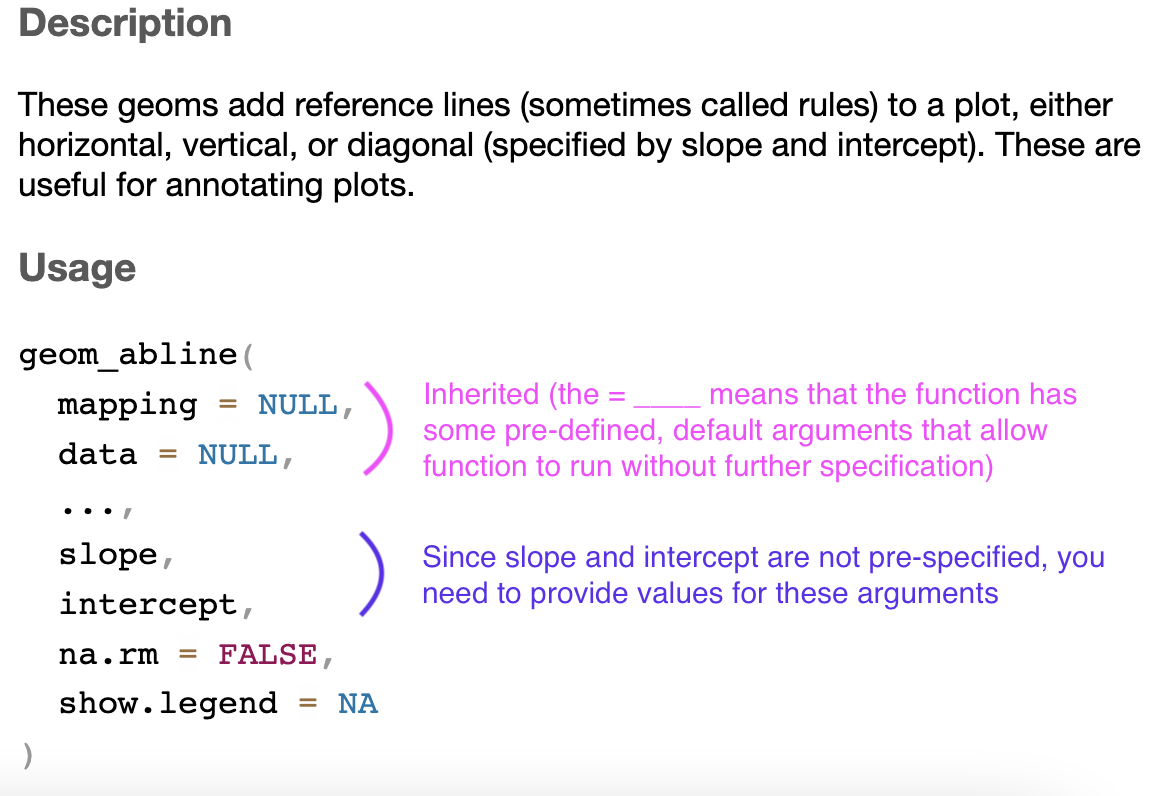 Description
These geoms add reference lines (sometimes called rules) to a plot, either
horizontal, vertical, or diagonal (specified by slope and intercept). These are
useful for annotating plots.
Usage
geom_abline(
mapping = NULL,
data = NULL,
Inherited (the = ____ means that the function has
some pre-defined, default arguments that allow
function to run without further specification)
...,
slope,
intercept,
Since slope and intercept are not pre-specified, you
need to provide values for these arguments
na.rm = FALSE,
show.legend = NA
)